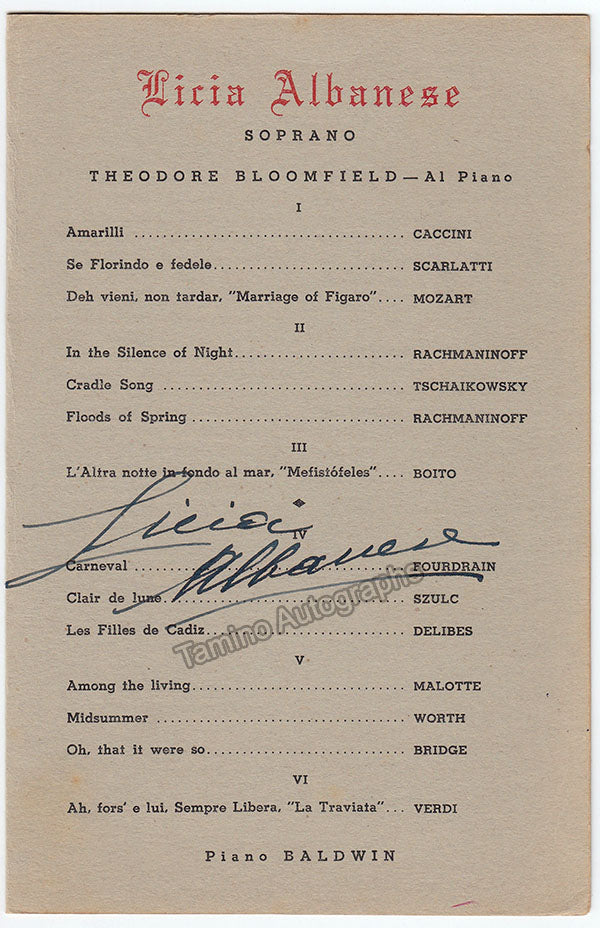 Licia Albanese
SOPRANO
THEODORE BLOOMFIELD — Al Piano
I
Amarilli ........................................ CACCINI
Se Florindo e fedele............................ SCARLATTI
Deh vieni, non tardar, "Marriage of Figaro".... MOZART
II
In the Silence of Night......................... RACHMANINOFF
Cradle Song .................................... TSCHAIKOWSKY
Floods of Spring ............................... RACHMANINOFF
III
L'Altra notte in fondo al mar, "Mefistófeles".... BOITO
Licia
IV
Albanese
Carneval ....................................... FOURDRAIN
Clair de lune................................... SZULC
Tamino Autographs
Les Filles de Cadiz............................. DELIBES
V
Among the living................................ MALOTTE
Midsummer ...................................... WORTH
Oh, that it were so............................. BRIDGE
VI
Ah, fors' e lui, Sempre Libera, "La Traviata"... VERDI
Piano BALDWIN